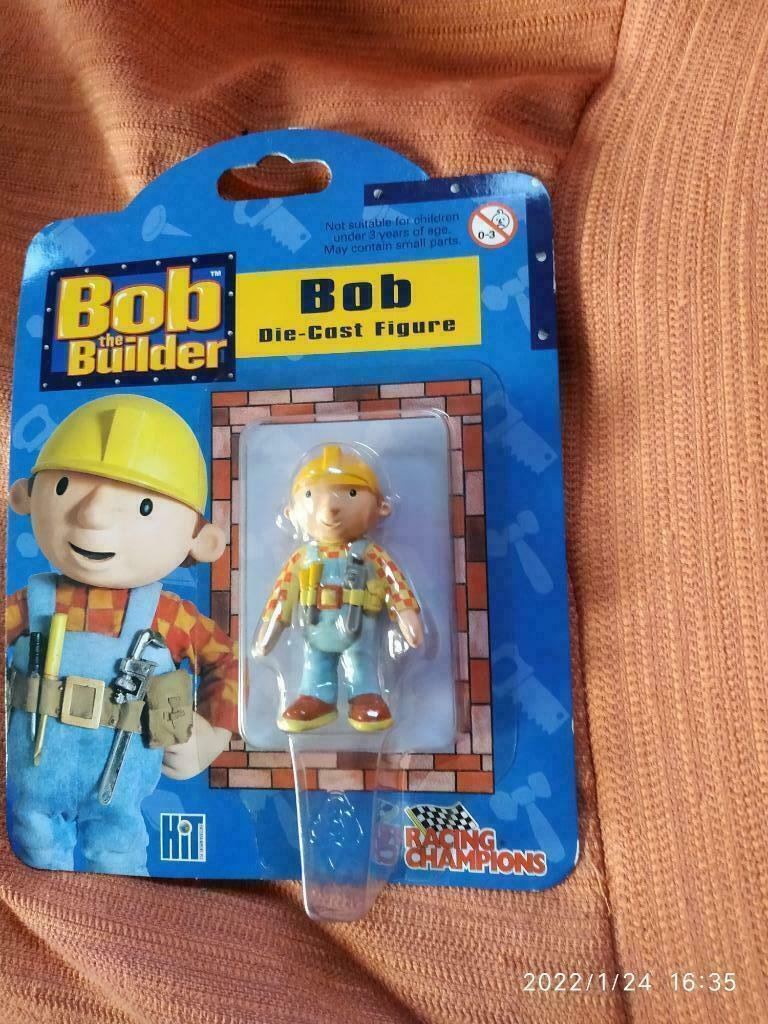 Not suitable for children
under 3 years of age.
May contain small parts.
0-3
Bob
the
Builder
TM
Bob
Die-Cast Figure
HiT
RACING
CHAMPIONS
2022/1/24 16:35